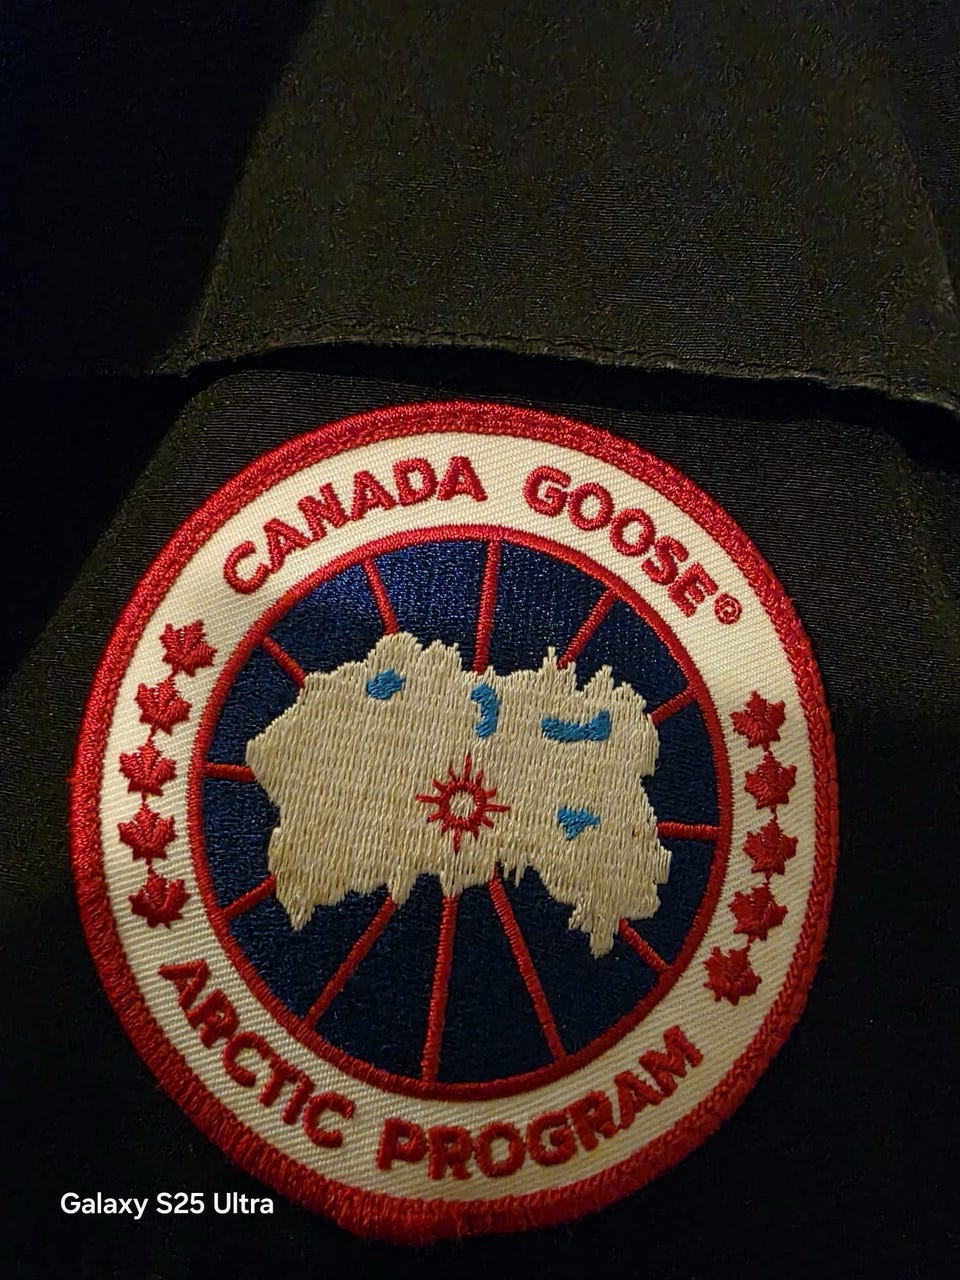 CANADA GOOSE®
ARCTIC PROGRAM
Galaxy S25 Ultra